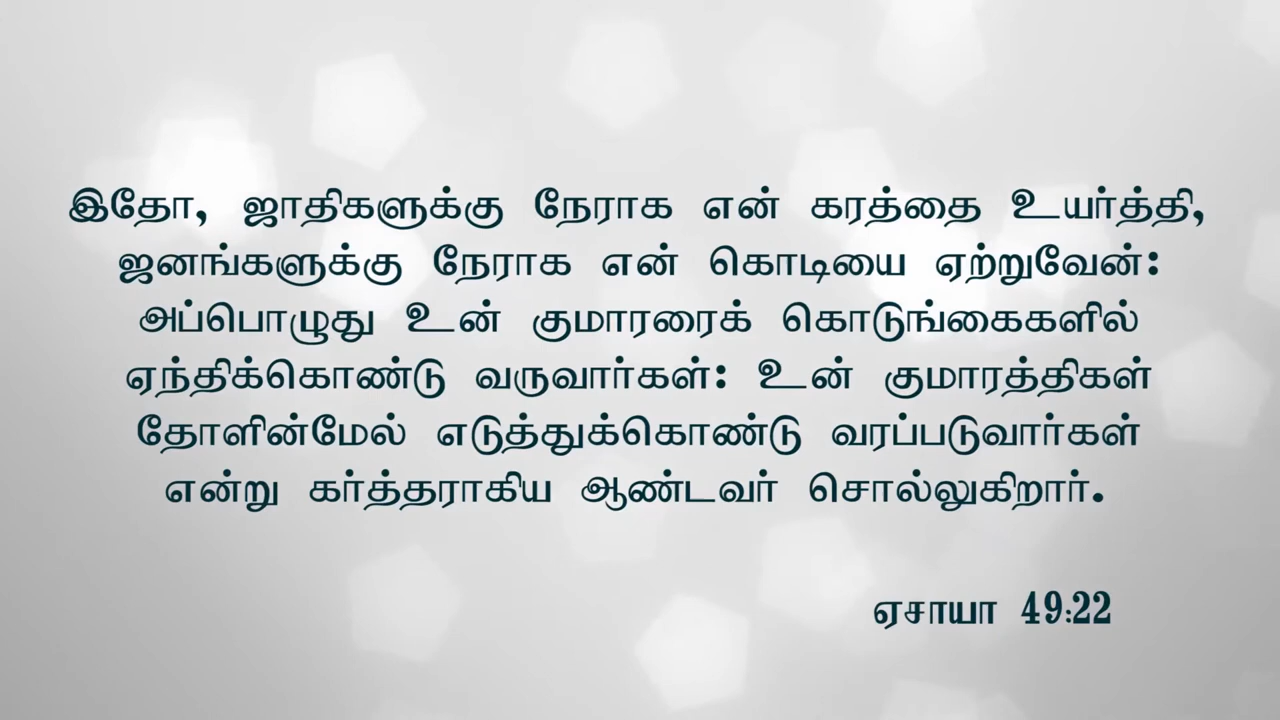 இதோ, ஜாதிகளுக்கு நேராக என் கரத்தை உயர்த்தி,
ஜனங்களுக்கு நேராக என் கொடியை ஏற்றுவேன்:
அப்பொழுது உன் குமாரரைக் கொடுங்கைகளில்
ஏந்திக்கொண்டு வருவார்கள்: உன் குமாரத்திகள்
தோளின்மேல் எடுத்துக்கொண்டு வரப்படுவார்கள்
என்று கர்த்தராகிய ஆண்டவர் சொல்லுகிறார்.
ஏசாயா 49:22